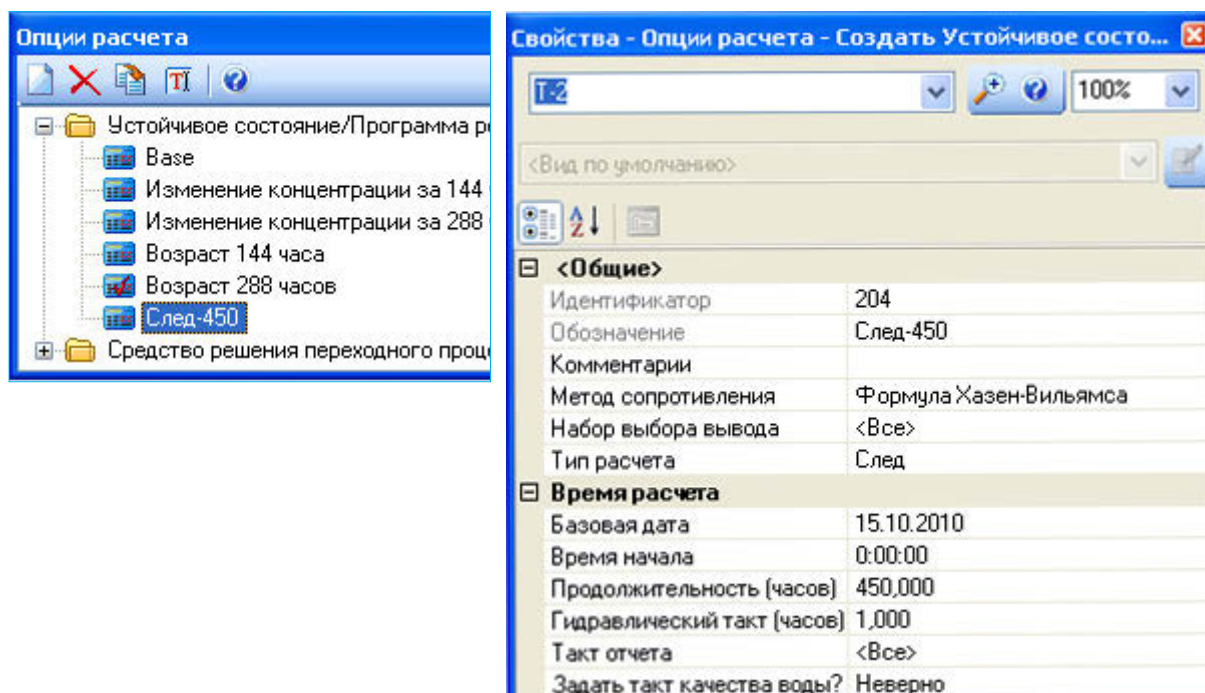 Опции расчета
Устойчивое состояние/Программа р
Base
Изменение концентрации за 144
Изменение концентрации за 288
Возраст 144 часа
Возраст 288 часов
След-450
Средство решения переходного проц
Свойства - Опции расчета - Создать Устойчивое состо...
Т-2
100%
<Вид по умолчанию>
<Общие>
Идентификатор 204
Обозначение След-450
Комментарии
Метод сопротивления Формула Хазен-Вильямса
Набор выбора вывода <Все>
Тип расчета След
Время расчета
Базовая дата 15.10.2010
Время начала 0:00:00
Продолжительность (часов) 450,000
Гидравлический такт (часов) 1,000
Такт отчета <Все>
Задать такт качества воды? Неверно